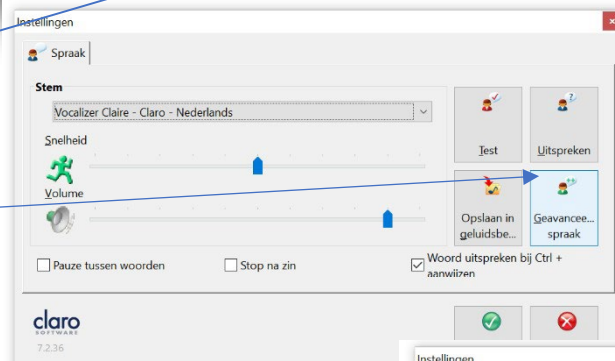 Instellingen
Spraak
Stem
Vocalizer Claire - Claro - Nederlands
Snelheid
Volume
Test
Uitspreken
Opslaan in
geluidsbe...
Geavancee...
spraak
Pauze tussen woorden
Stop na zin
Woord uitspreken bij Ctrl +
aanwijzen
claro
SOFTWARE
7.2.36
Instellingen